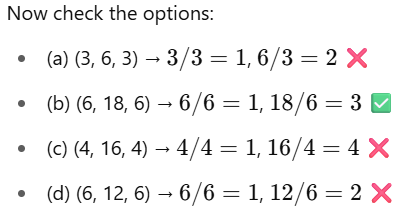 Now check the options:
• (a) (3, 6, 3) → 3/3 = 1, 6/3 = 2 ❌
• (b) (6, 18, 6) → 6/6 = 1, 18/6 = 3 ✅
• (c) (4, 16, 4) → 4/4 = 1, 16/4 = 4 ❌
• (d) (6, 12, 6) → 6/6 = 1, 12/6 = 2 ❌